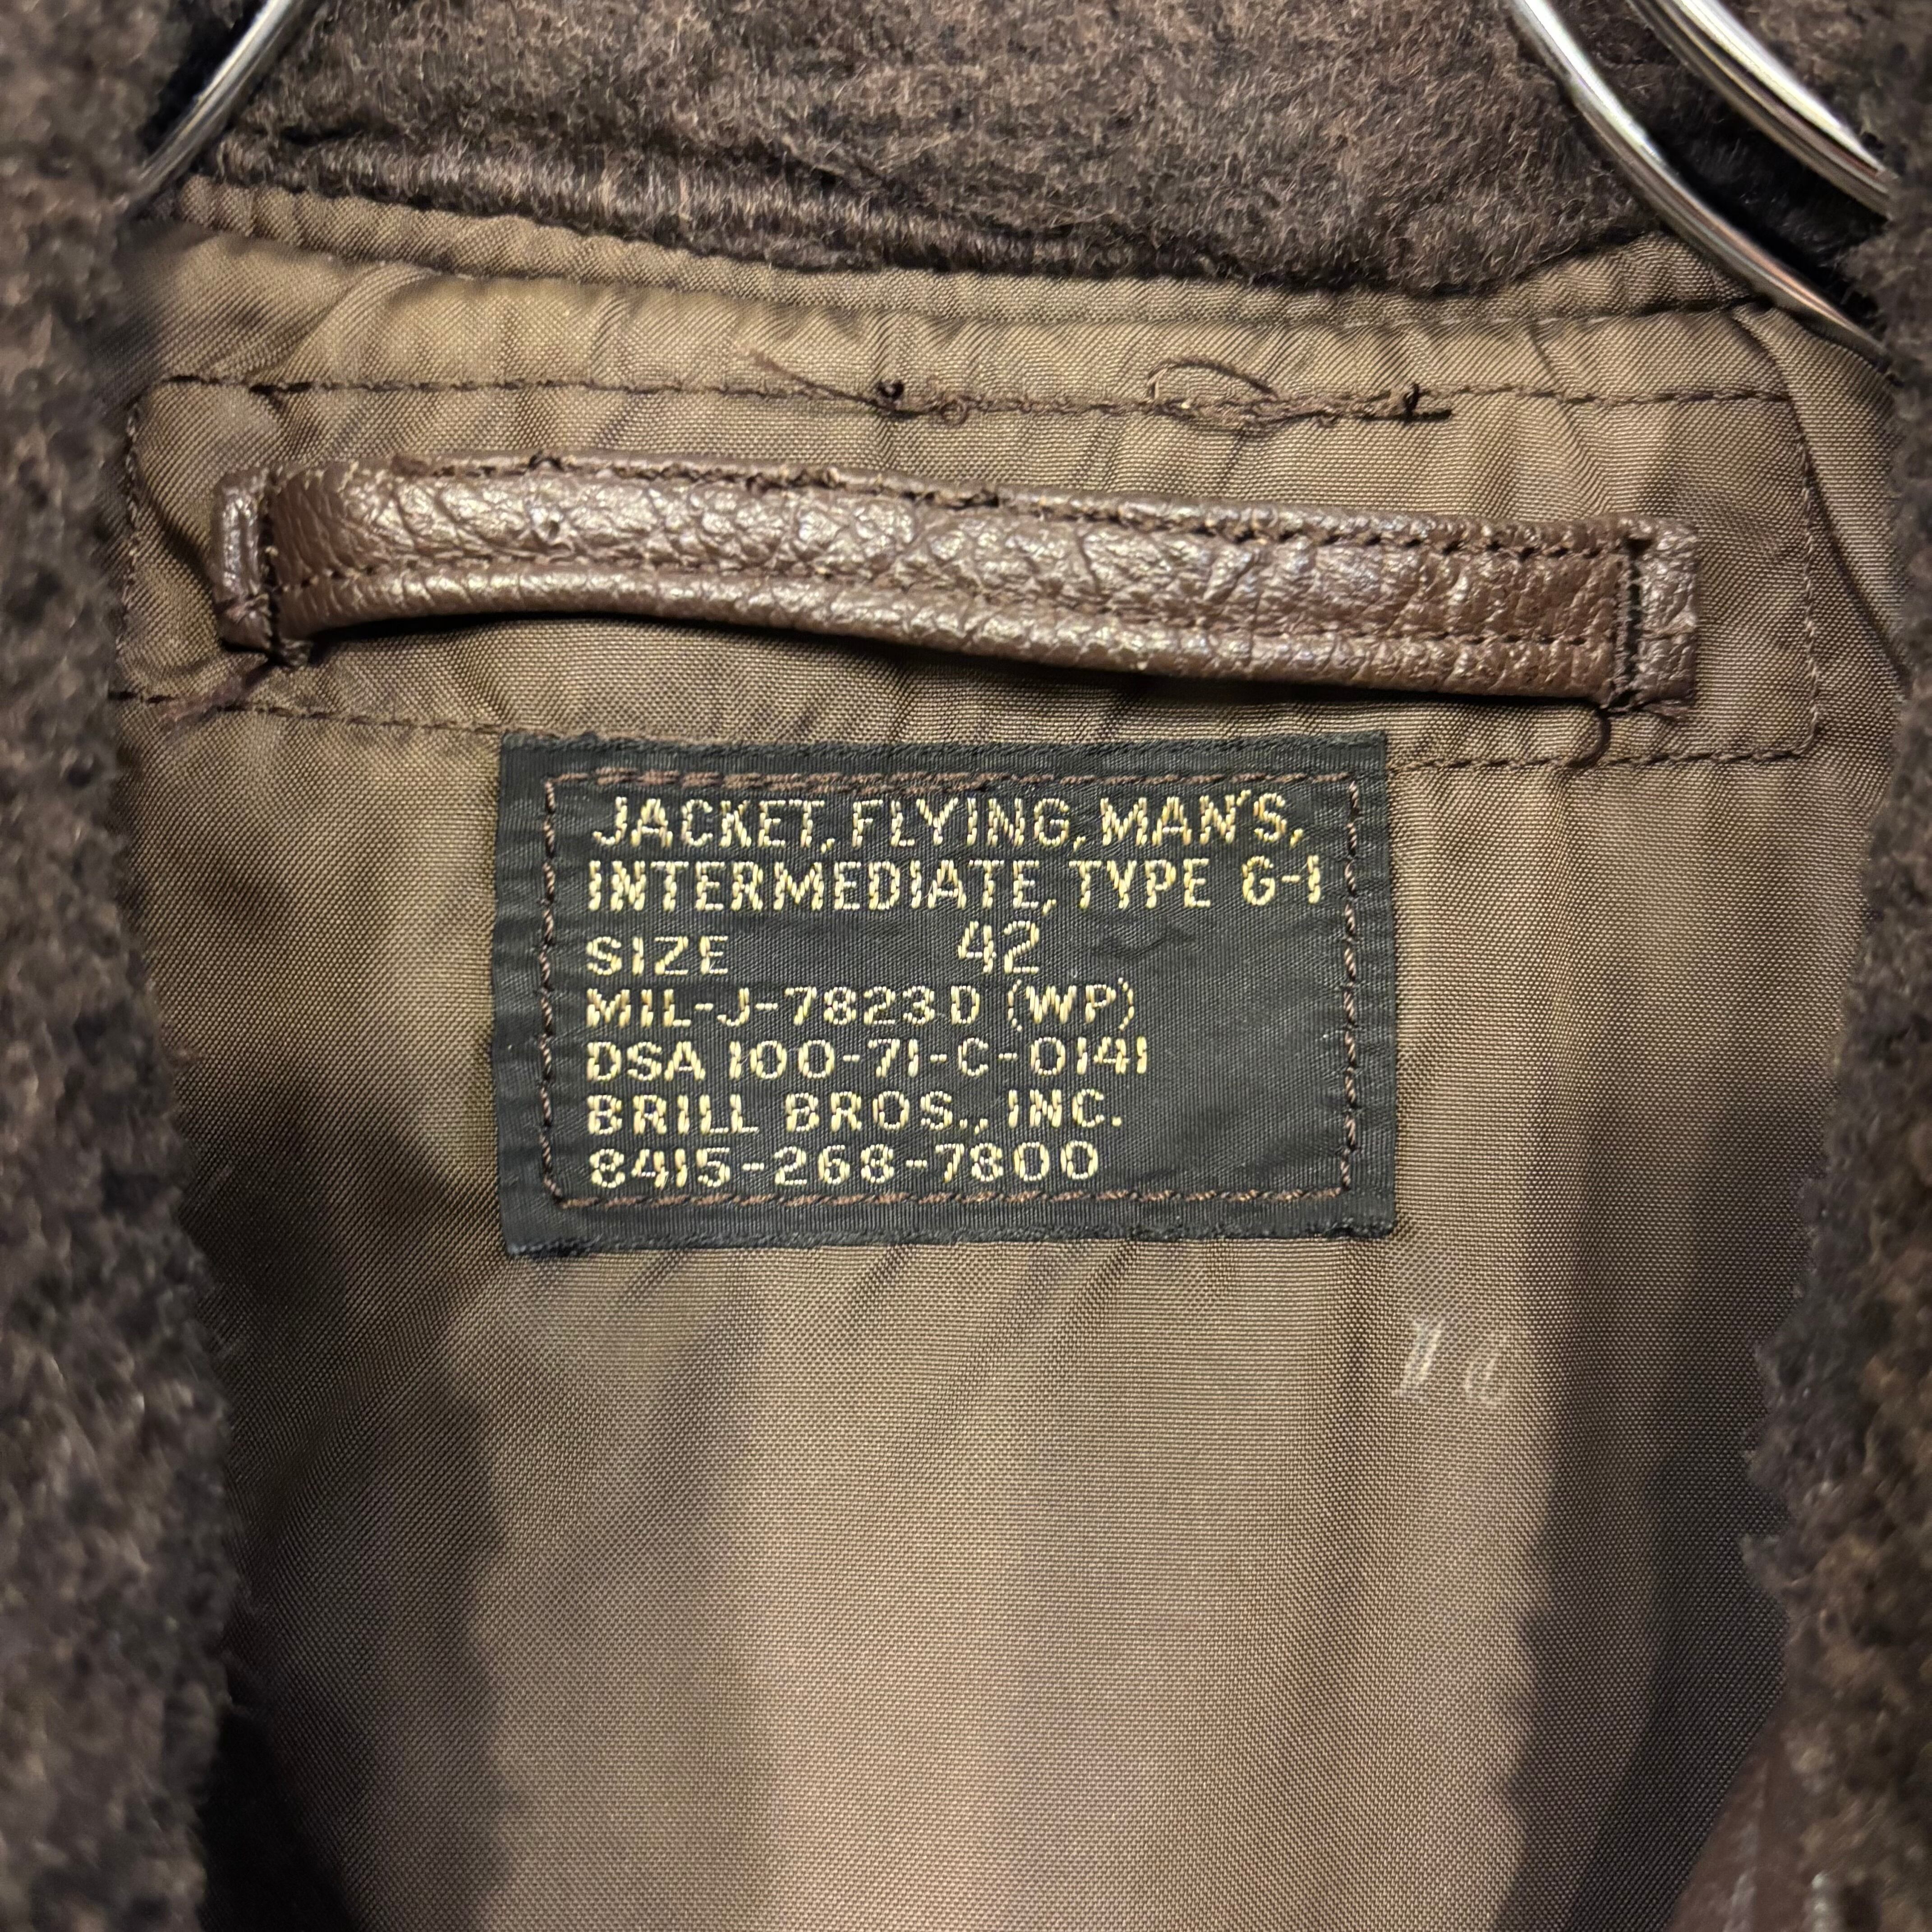 JACKET, FLYING, MAN'S,
INTERMEDIATE, TYPE G-1
SIZE 42
MIL-J-7823D (WP)
DSA 100-71-C-0141
BRILL BROS., INC.
8415-268-7800